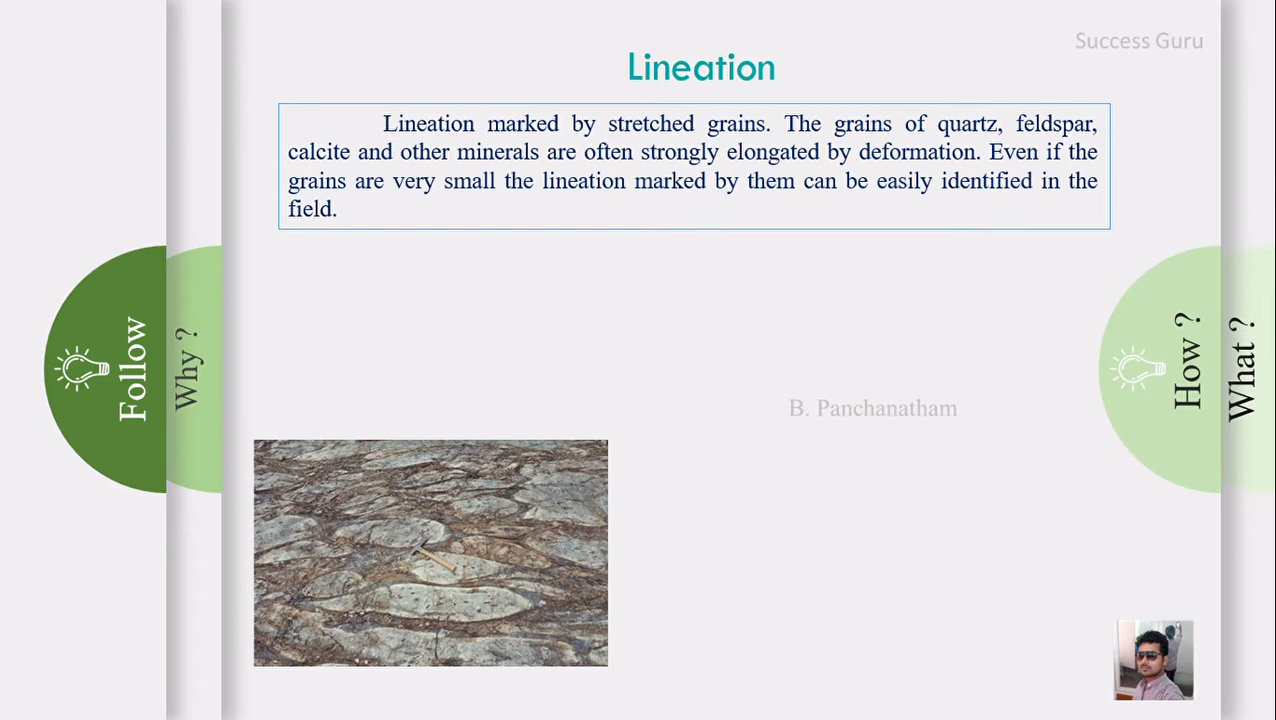 Success Guru
Lineation
Lineation marked by stretched grains. The grains of quartz, feldspar,
calcite and other minerals are often strongly elongated by deformation. Even if the
grains are very small the lineation marked by them can be easily identified in the
field.
Follow
Why ?
How ?
What ?
B. Panchanatham